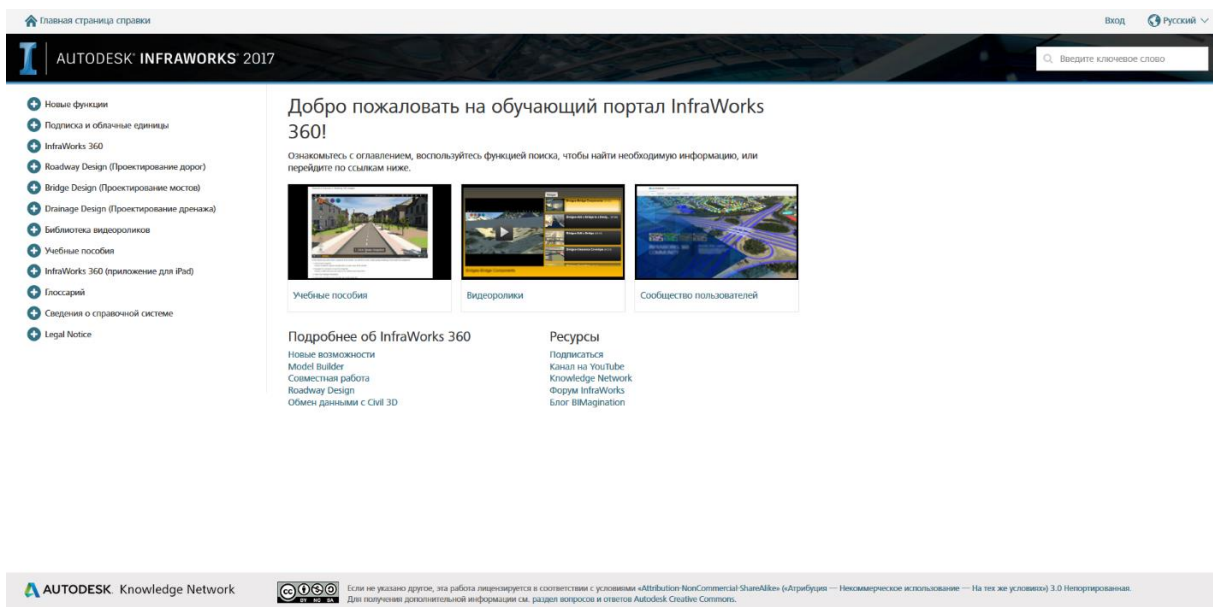 Главная страница справки
Вход
Русский
AUTODESK® INFRAWORKS® 2017
Введите ключевое слово
Новые функции
Подписка и облачные единицы
InfraWorks 360
Roadway Design (Проектирование дорог)
Bridge Design (Проектирование мостов)
Drainage Design (Проектирование дренажа)
Библиотека видеороликов
Учебные пособия
InfraWorks 360 (приложение для iPad)
Глоссарий
Сведения о справочной системе
Legal Notice
Добро пожаловать на обучающий портал InfraWorks
360!
Ознакомьтесь с оглавлением, воспользуйтесь функцией поиска, чтобы найти необходимую информацию, или
перейдите по ссылкам ниже.
Учебные пособия
Видеоролики
Сообщество пользователей
Подробнее об InfraWorks 360
Новые возможности
Model Builder
Совместная работа
Roadway Design
Обмен данными с Civil 3D
Ресурсы
Подписаться
Канал на YouTube
Knowledge Network
Форум InfraWorks
Блог BIMagination
AUTODESK. Knowledge Network
cc BY NC SA
Если не указано другое, эта работа лицензируется в соответствии с условиями «Attribution-NonCommercial-ShareAlike» («Атрибуция — Некоммерческое использование — На тех же условиях») 3.0 Непортированная.
Для получения дополнительной информации см. раздел вопросов и ответов Autodesk Creative Commons.